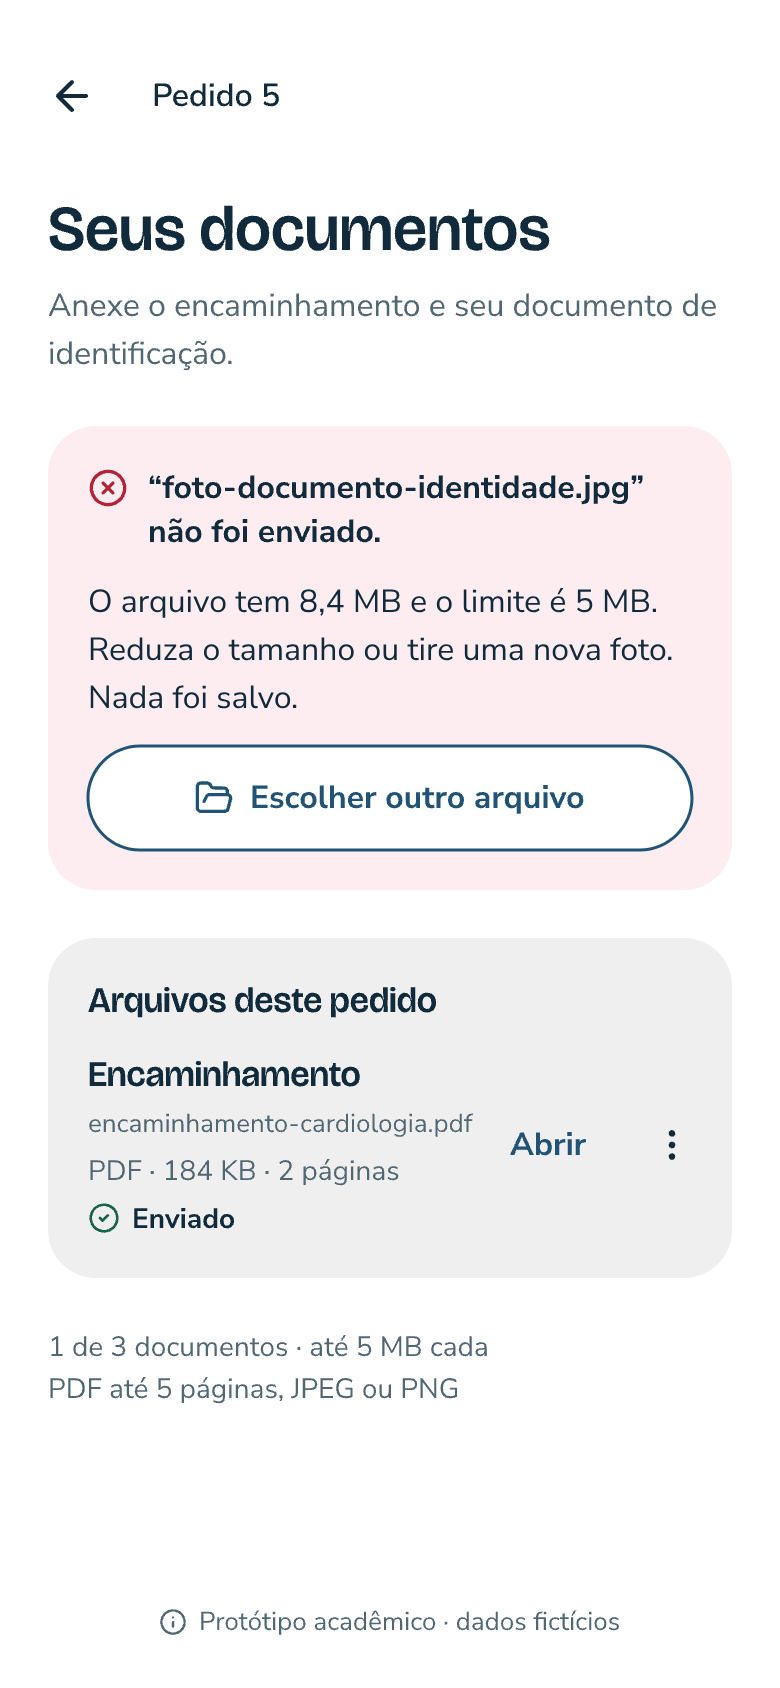 Pedido 5
Seus documentos
Anexe o encaminhamento e seu documento de
identificação.
“foto-documento-identidade.jpg”
não foi enviado.
O arquivo tem 8,4 MB e o limite é 5 MB.
Reduza o tamanho ou tire uma nova foto.
Nada foi salvo.
Escolher outro arquivo
Arquivos deste pedido
Encaminhamento
encaminhamento-cardiologia.pdf
PDF · 184 KB · 2 páginas
Abrir
Enviado
1 de 3 documentos · até 5 MB cada
PDF até 5 páginas, JPEG ou PNG
Protótipo acadêmico · dados fictícios